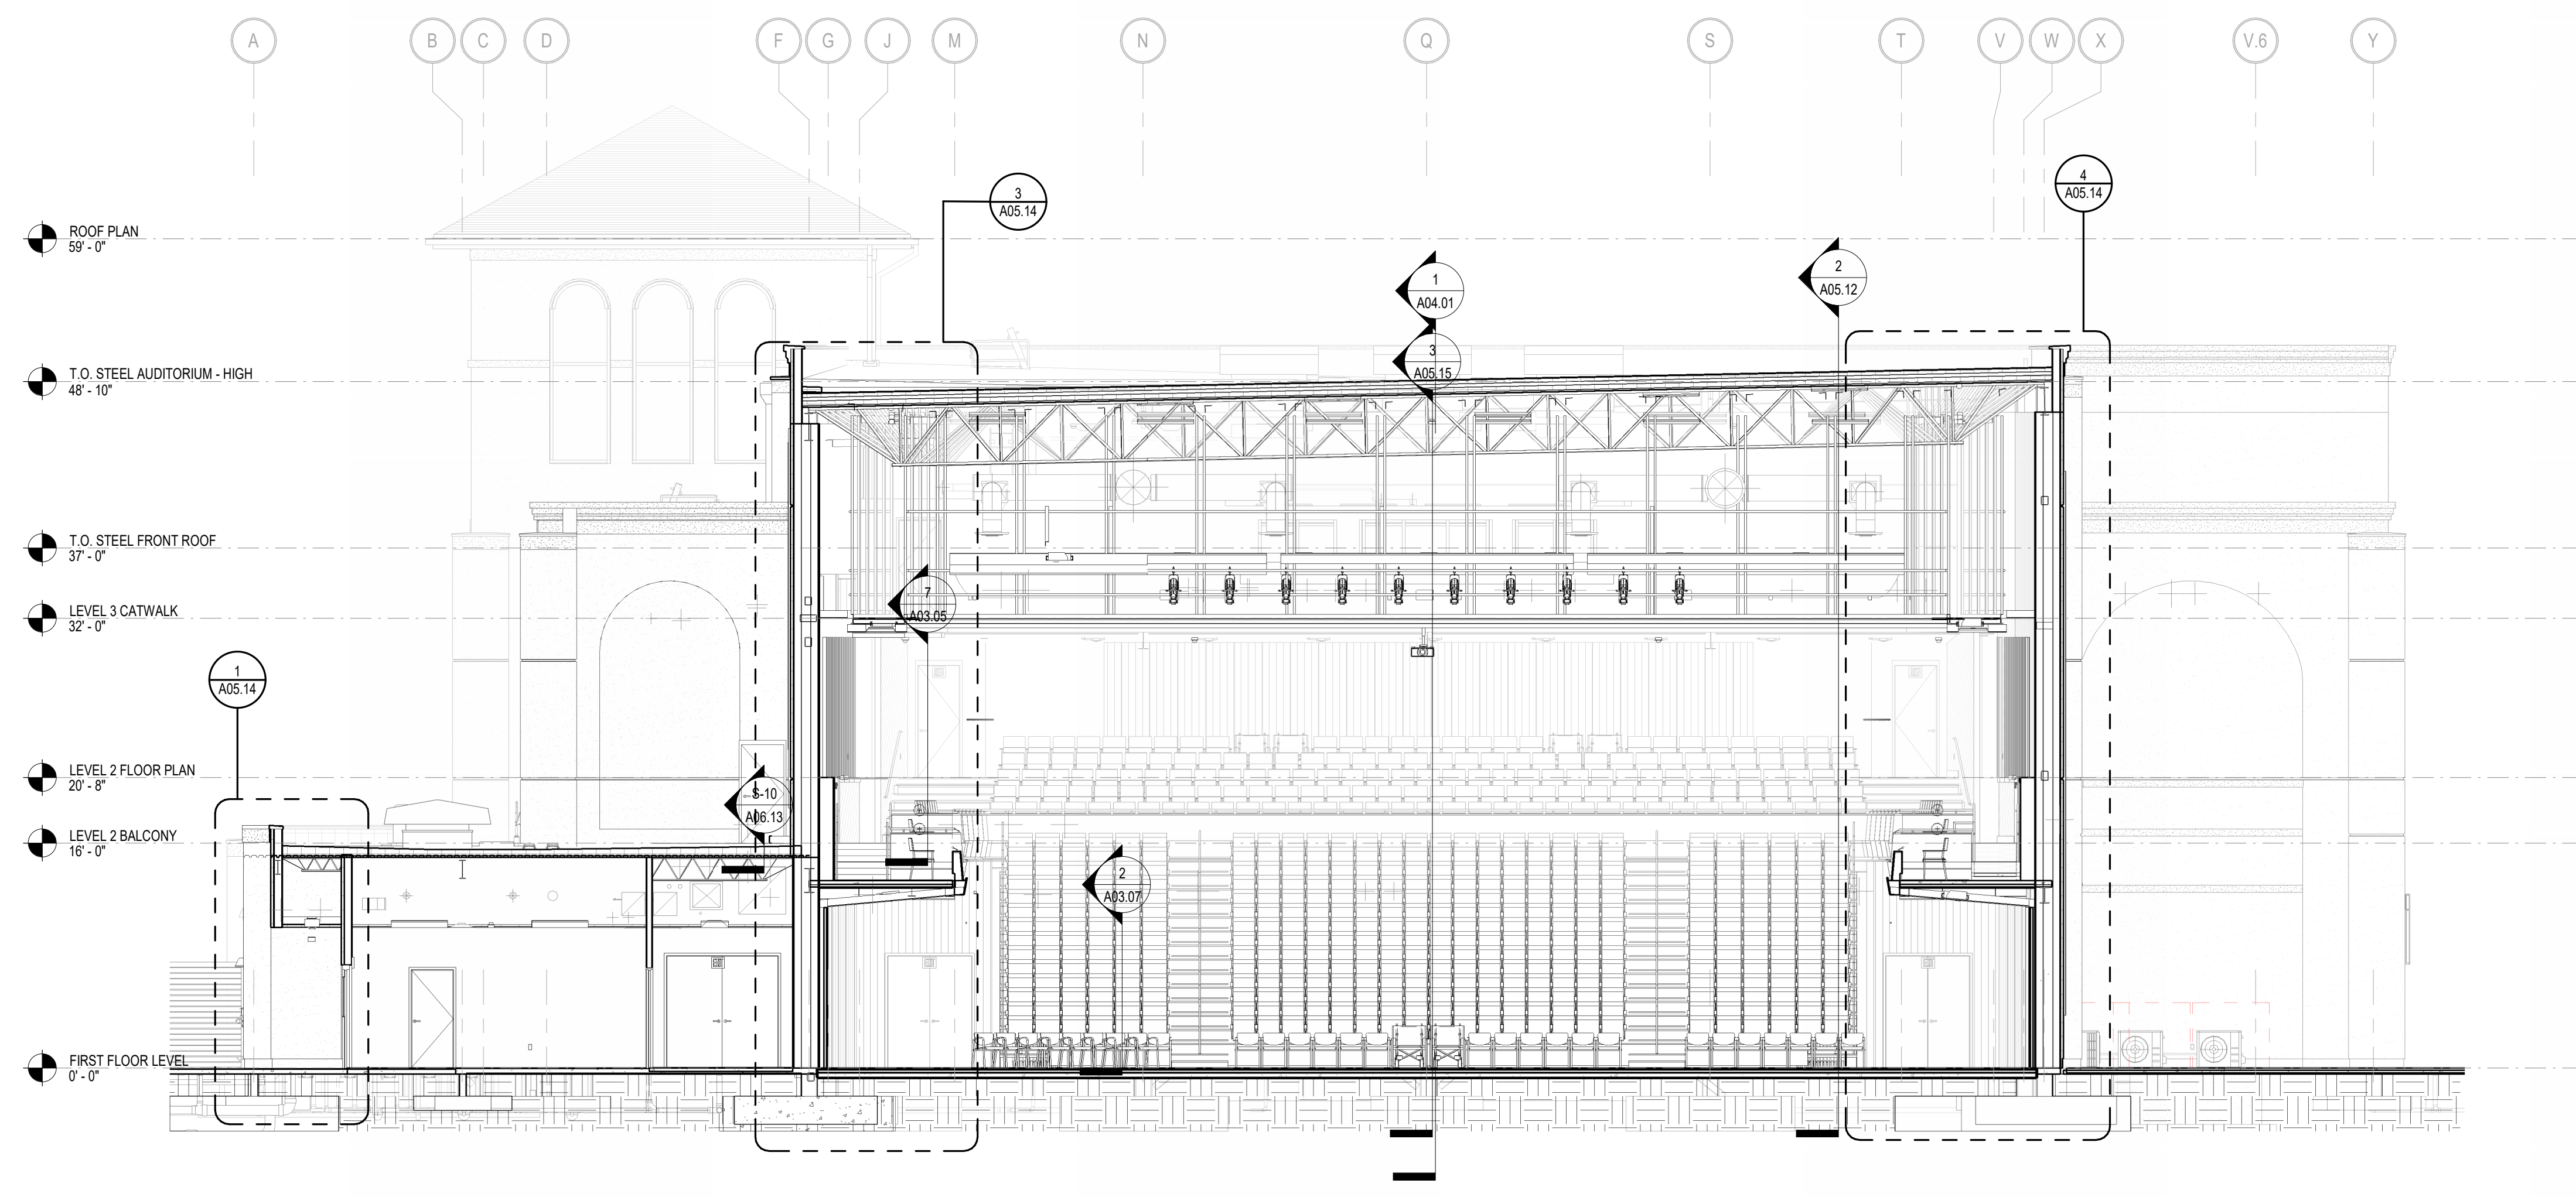 A B C D F G J M N Q S T V W X V.6 Y
3
A05.14
4
A05.14
ROOF PLAN
59' - 0"
1
A04.01
2
A05.12
3
A05.15
T.O. STEEL AUDITORIUM - HIGH
48' - 10"
T.O. STEEL FRONT ROOF
37' - 0"
7
A03.05
LEVEL 3 CATWALK
32' - 0"
1
A05.14
LEVEL 2 FLOOR PLAN
20' - 8"
S-10
A06.13
LEVEL 2 BALCONY
16' - 0"
2
A03.07
FIRST FLOOR LEVEL
0' - 0"